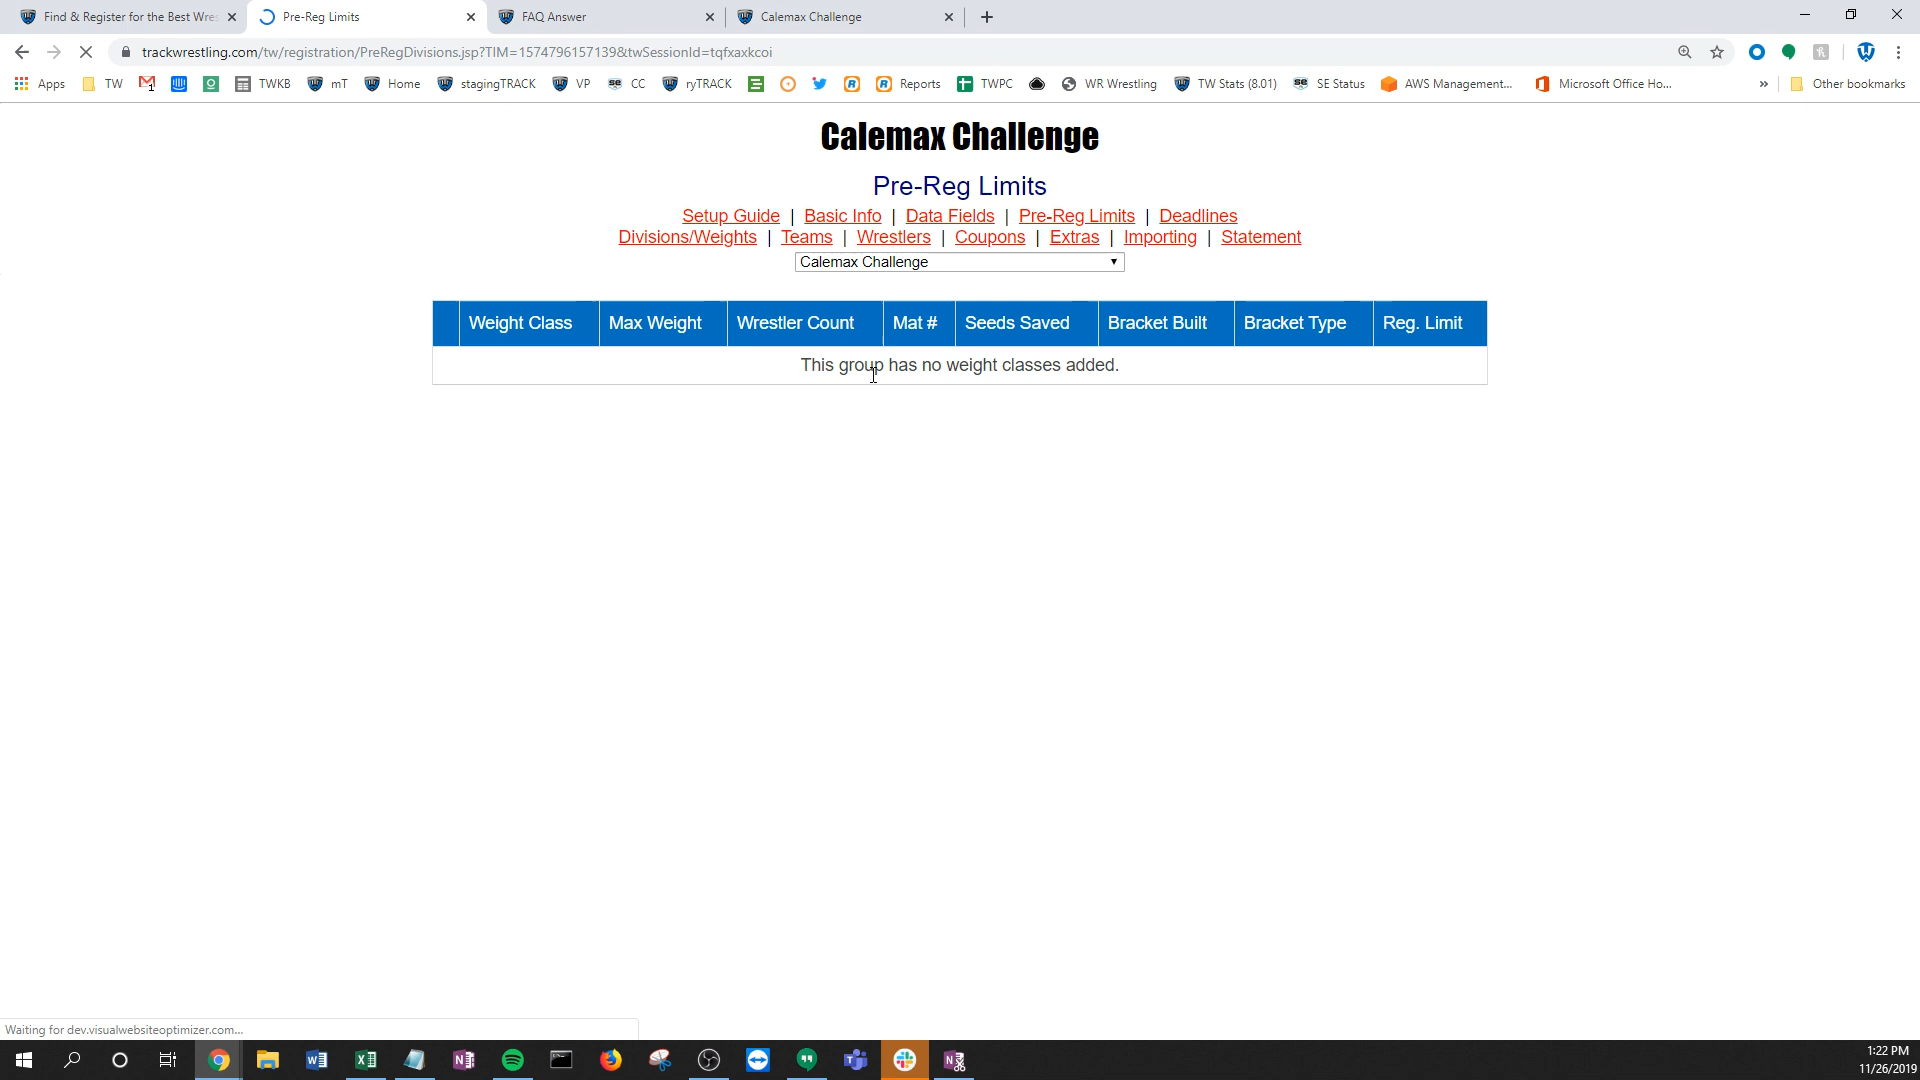 Find & Register for the Best Wres
Pre-Reg Limits
FAQ Answer
Calemax Challenge
trackwrestling.com/tw/registration/PreRegDivisions.jsp?TIM=1574796157139&twSessionId=tqfxaxkcoi
Apps TW TWKB mT Home stagingTRACK VP CC ryTRACK Reports TWPC WR Wrestling TW Stats (8.01) SE Status AWS Management... Microsoft Office Ho... » Other bookmarks
Calemax Challenge
Pre-Reg Limits
Setup Guide | Basic Info | Data Fields | Pre-Reg Limits | Deadlines
Divisions/Weights | Teams | Wrestlers | Coupons | Extras | Importing | Statement
Calemax Challenge
Weight Class Max Weight Wrestler Count Mat # Seeds Saved Bracket Built Bracket Type Reg. Limit
This group has no weight classes added.
Waiting for dev.visualwebsiteoptimizer.com...
1:22 PM
11/26/2019